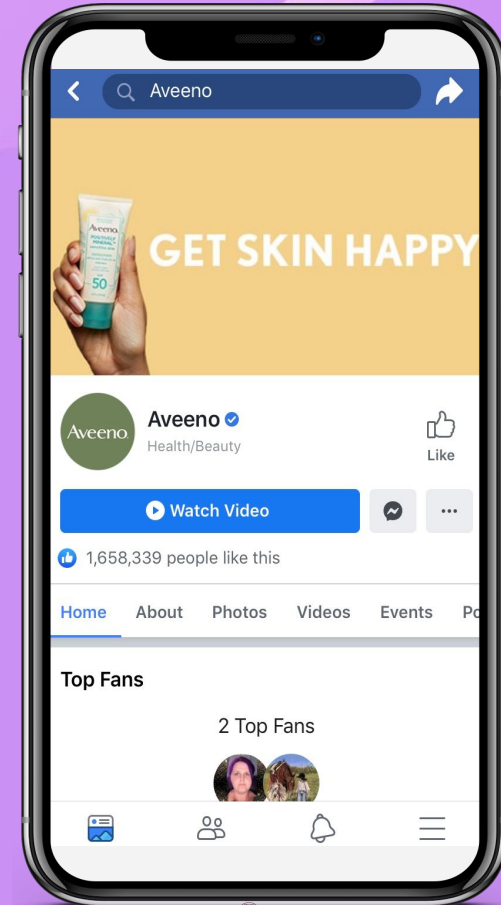 Aveeno
GET SKIN HAPPY
Aveeno
50
Aveeno
Aveeno
Health/Beauty
Like
Watch Video
1,658,339 people like this
Home About Photos Videos Events Po
Top Fans
2 Top Fans